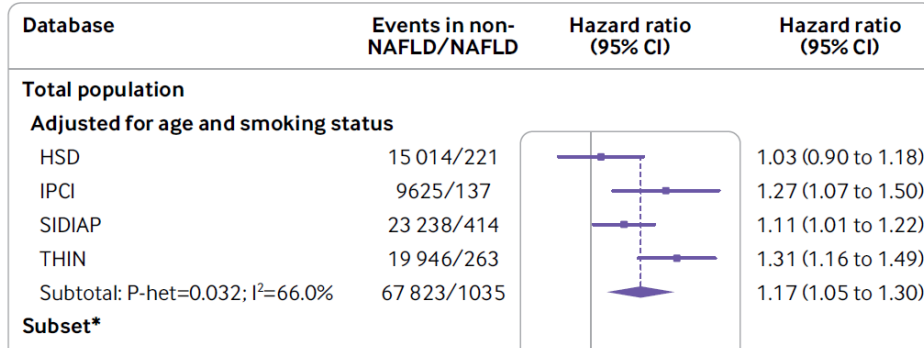 Database Events in non-NAFLD/NAFLD Hazard ratio (95% CI) Hazard ratio (95% CI)
Total population
Adjusted for age and smoking status
HSD 15 014/221 1.03 (0.90 to 1.18)
IPCI 9625/137 1.27 (1.07 to 1.50)
SIDIAP 23 238/414 1.11 (1.01 to 1.22)
THIN 19 946/263 1.31 (1.16 to 1.49)
Subtotal: P-het=0.032; I²=66.0% 67 823/1035 1.17 (1.05 to 1.30)
Subset*